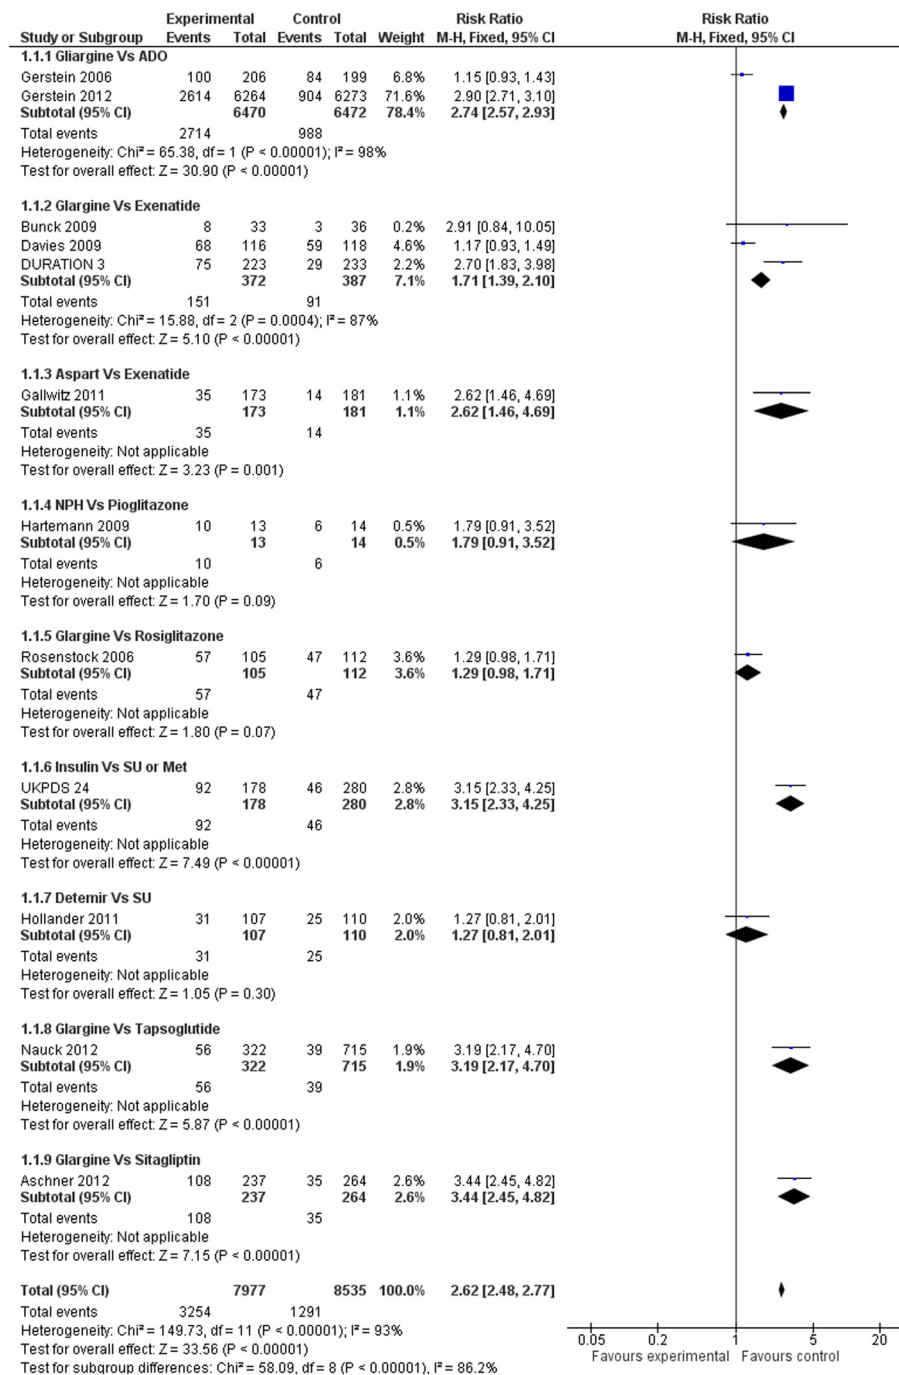 Experimental Control Risk Ratio Risk Ratio
Study or Subgroup Events Total Events Total Weight M-H, Fixed, 95% CI M-H, Fixed, 95% CI
1.1.1 Gliargine Vs ADO
Gerstein 2006 100 206 84 199 6.8% 1.15 [0.93, 1.43]
Gerstein 2012 2614 6264 904 6273 71.6% 2.90 [2.71, 3.10]
Subtotal (95% CI) 6470 6472 78.4% 2.74 [2.57, 2.93]
Total events 2714 988
Heterogeneity: Chi² = 65.38, df = 1 (P < 0.00001); I² = 98%
Test for overall effect: Z = 30.90 (P < 0.00001)
1.1.2 Glargine Vs Exenatide
Bunck 2009 8 33 3 36 0.2% 2.91 [0.84, 10.05]
Davies 2009 68 116 59 118 4.6% 1.17 [0.93, 1.49]
DURATION 3 75 223 29 233 2.2% 2.70 [1.83, 3.98]
Subtotal (95% CI) 372 387 7.1% 1.71 [1.39, 2.10]
Total events 151 91
Heterogeneity: Chi² = 15.88, df = 2 (P = 0.0004); I² = 87%
Test for overall effect: Z = 5.10 (P < 0.00001)
1.1.3 Aspart Vs Exenatide
Gallwitz 2011 35 173 14 181 1.1% 2.62 [1.46, 4.69]
Subtotal (95% CI) 173 181 1.1% 2.62 [1.46, 4.69]
Total events 35 14
Heterogeneity: Not applicable
Test for overall effect: Z = 3.23 (P = 0.001)
1.1.4 NPH Vs Pioglitazone
Hartemann 2009 10 13 6 14 0.5% 1.79 [0.91, 3.52]
Subtotal (95% CI) 13 14 0.5% 1.79 [0.91, 3.52]
Total events 10 6
Heterogeneity: Not applicable
Test for overall effect: Z = 1.70 (P = 0.09)
1.1.5 Glargine Vs Rosiglitazone
Rosenstock 2006 57 105 47 112 3.6% 1.29 [0.98, 1.71]
Subtotal (95% CI) 105 112 3.6% 1.29 [0.98, 1.71]
Total events 57 47
Heterogeneity: Not applicable
Test for overall effect: Z = 1.80 (P = 0.07)
1.1.6 Insulin Vs SU or Met
UKPDS 24 92 178 46 280 2.8% 3.15 [2.33, 4.25]
Subtotal (95% CI) 178 280 2.8% 3.15 [2.33, 4.25]
Total events 92 46
Heterogeneity: Not applicable
Test for overall effect: Z = 7.49 (P < 0.00001)
1.1.7 Detemir Vs SU
Hollander 2011 31 107 25 110 2.0% 1.27 [0.81, 2.01]
Subtotal (95% CI) 107 110 2.0% 1.27 [0.81, 2.01]
Total events 31 25
Heterogeneity: Not applicable
Test for overall effect: Z = 1.05 (P = 0.30)
1.1.8 Glargine Vs Tapsoglutide
Nauck 2012 56 322 39 715 1.9% 3.19 [2.17, 4.70]
Subtotal (95% CI) 322 715 1.9% 3.19 [2.17, 4.70]
Total events 56 39
Heterogeneity: Not applicable
Test for overall effect: Z = 5.87 (P < 0.00001)
1.1.9 Glargine Vs Sitagliptin
Aschner 2012 108 237 35 264 2.6% 3.44 [2.45, 4.82]
Subtotal (95% CI) 237 264 2.6% 3.44 [2.45, 4.82]
Total events 108 35
Heterogeneity: Not applicable
Test for overall effect: Z = 7.15 (P < 0.00001)
Total (95% CI) 7977 8535 100.0% 2.62 [2.48, 2.77]
Total events 3254 1291
Heterogeneity: Chi² = 149.73, df = 11 (P < 0.00001); I² = 93%
Test for overall effect: Z = 33.56 (P < 0.00001)
Test for subgroup differences: Chi² = 58.09, df = 8 (P < 0.00001), I² = 86.2%
0.05 0.2 1 5 20
Favours experimental Favours control